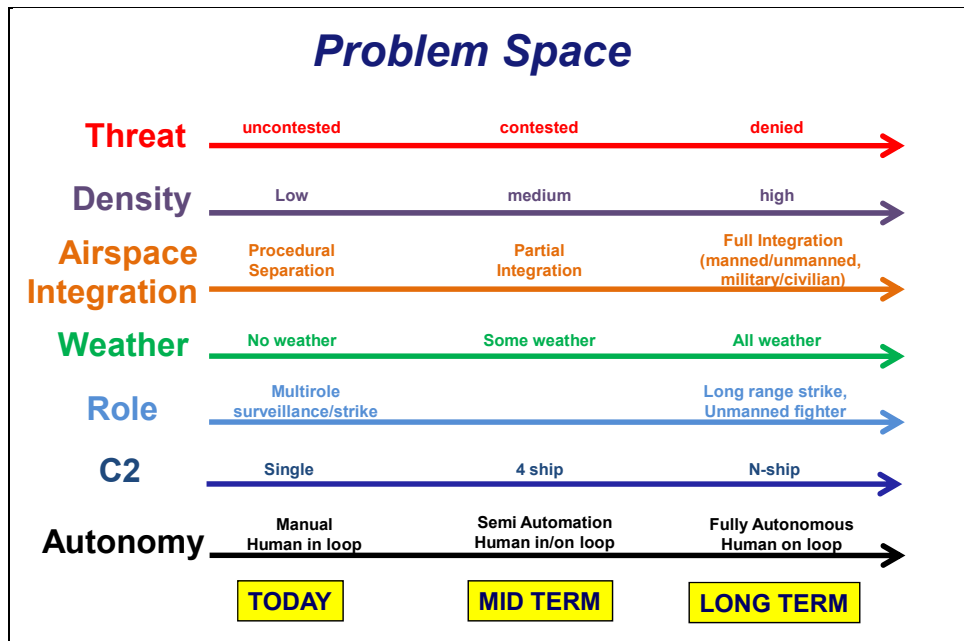 Problem Space
Threat
uncontested
contested
denied
Density
Low
medium
high
Airspace
Integration
Procedural
Separation
Partial
Integration
Full Integration
(manned/unmanned,
military/civilian)
Weather
No weather
Some weather
All weather
Role
Multirole
surveillance/strike
Long range strike,
Unmanned fighter
C2
Single
4 ship
N-ship
Autonomy
Manual
Human in loop
Semi Automation
Human in/on loop
Fully Autonomous
Human on loop
TODAY
MID TERM
LONG TERM